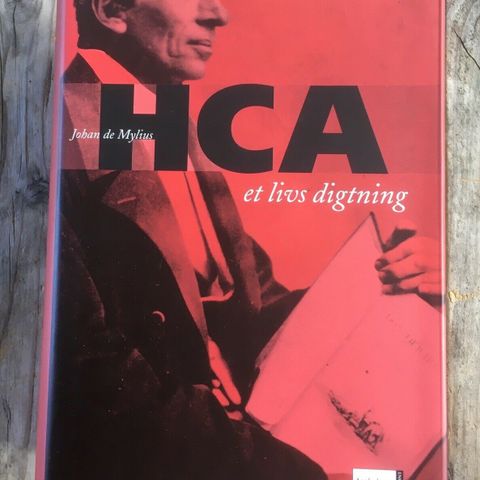 HCA
Johan de Mylius
et livs digtning